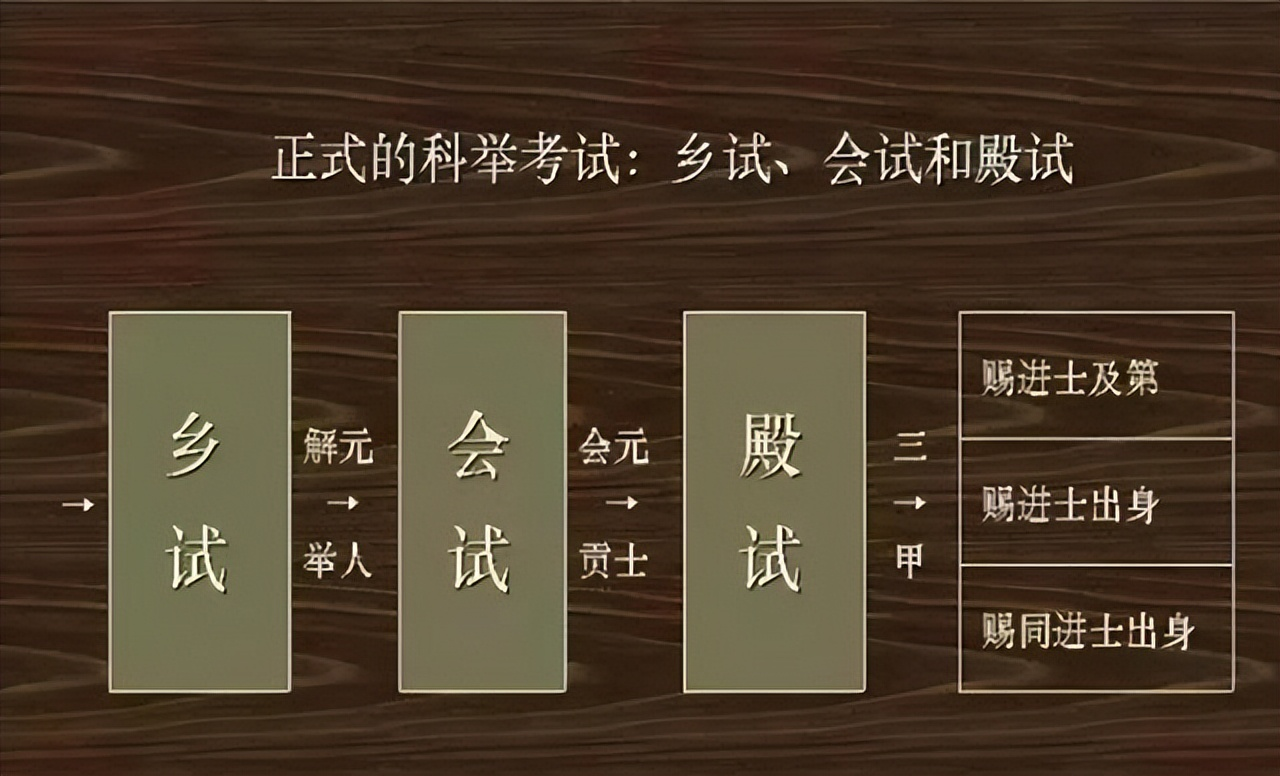 正式的科举考试：乡试、会试和殿试
→
乡试
解元
→
举人
会试
会元
→
贡士
殿试
三
→
甲
赐进士及第
赐进士出身
赐同进士出身